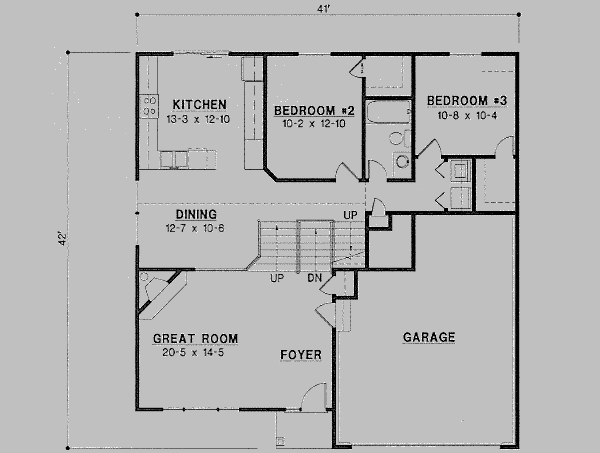 41'
KITCHEN
13-3 x 12-10
BEDROOM #2
10-2 x 12-10
BEDROOM #3
10-8 x 10-4
42'
DINING
12-7 x 10-6
UP
UP
DN
GREAT ROOM
20-5 x 14-5
FOYER
GARAGE